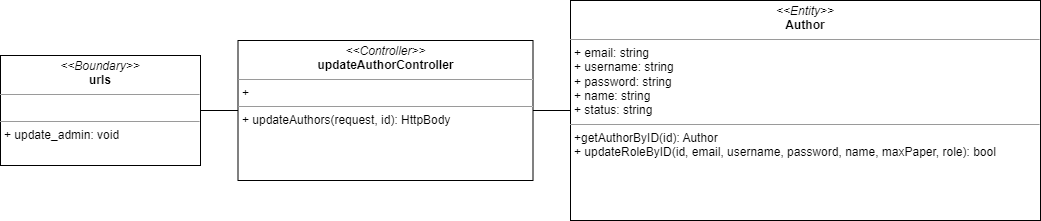 <<Boundary>>
urls
+ update_admin: void
<<Controller>>
updateAuthorController
+
+ updateAuthors(request, id): HttpBody
<<Entity>>
Author
+ email: string
+ username: string
+ password: string
+ name: string
+ status: string
+getAuthorByID(id): Author
+ updateRoleByID(id, email, username, password, name, maxPaper, role): bool